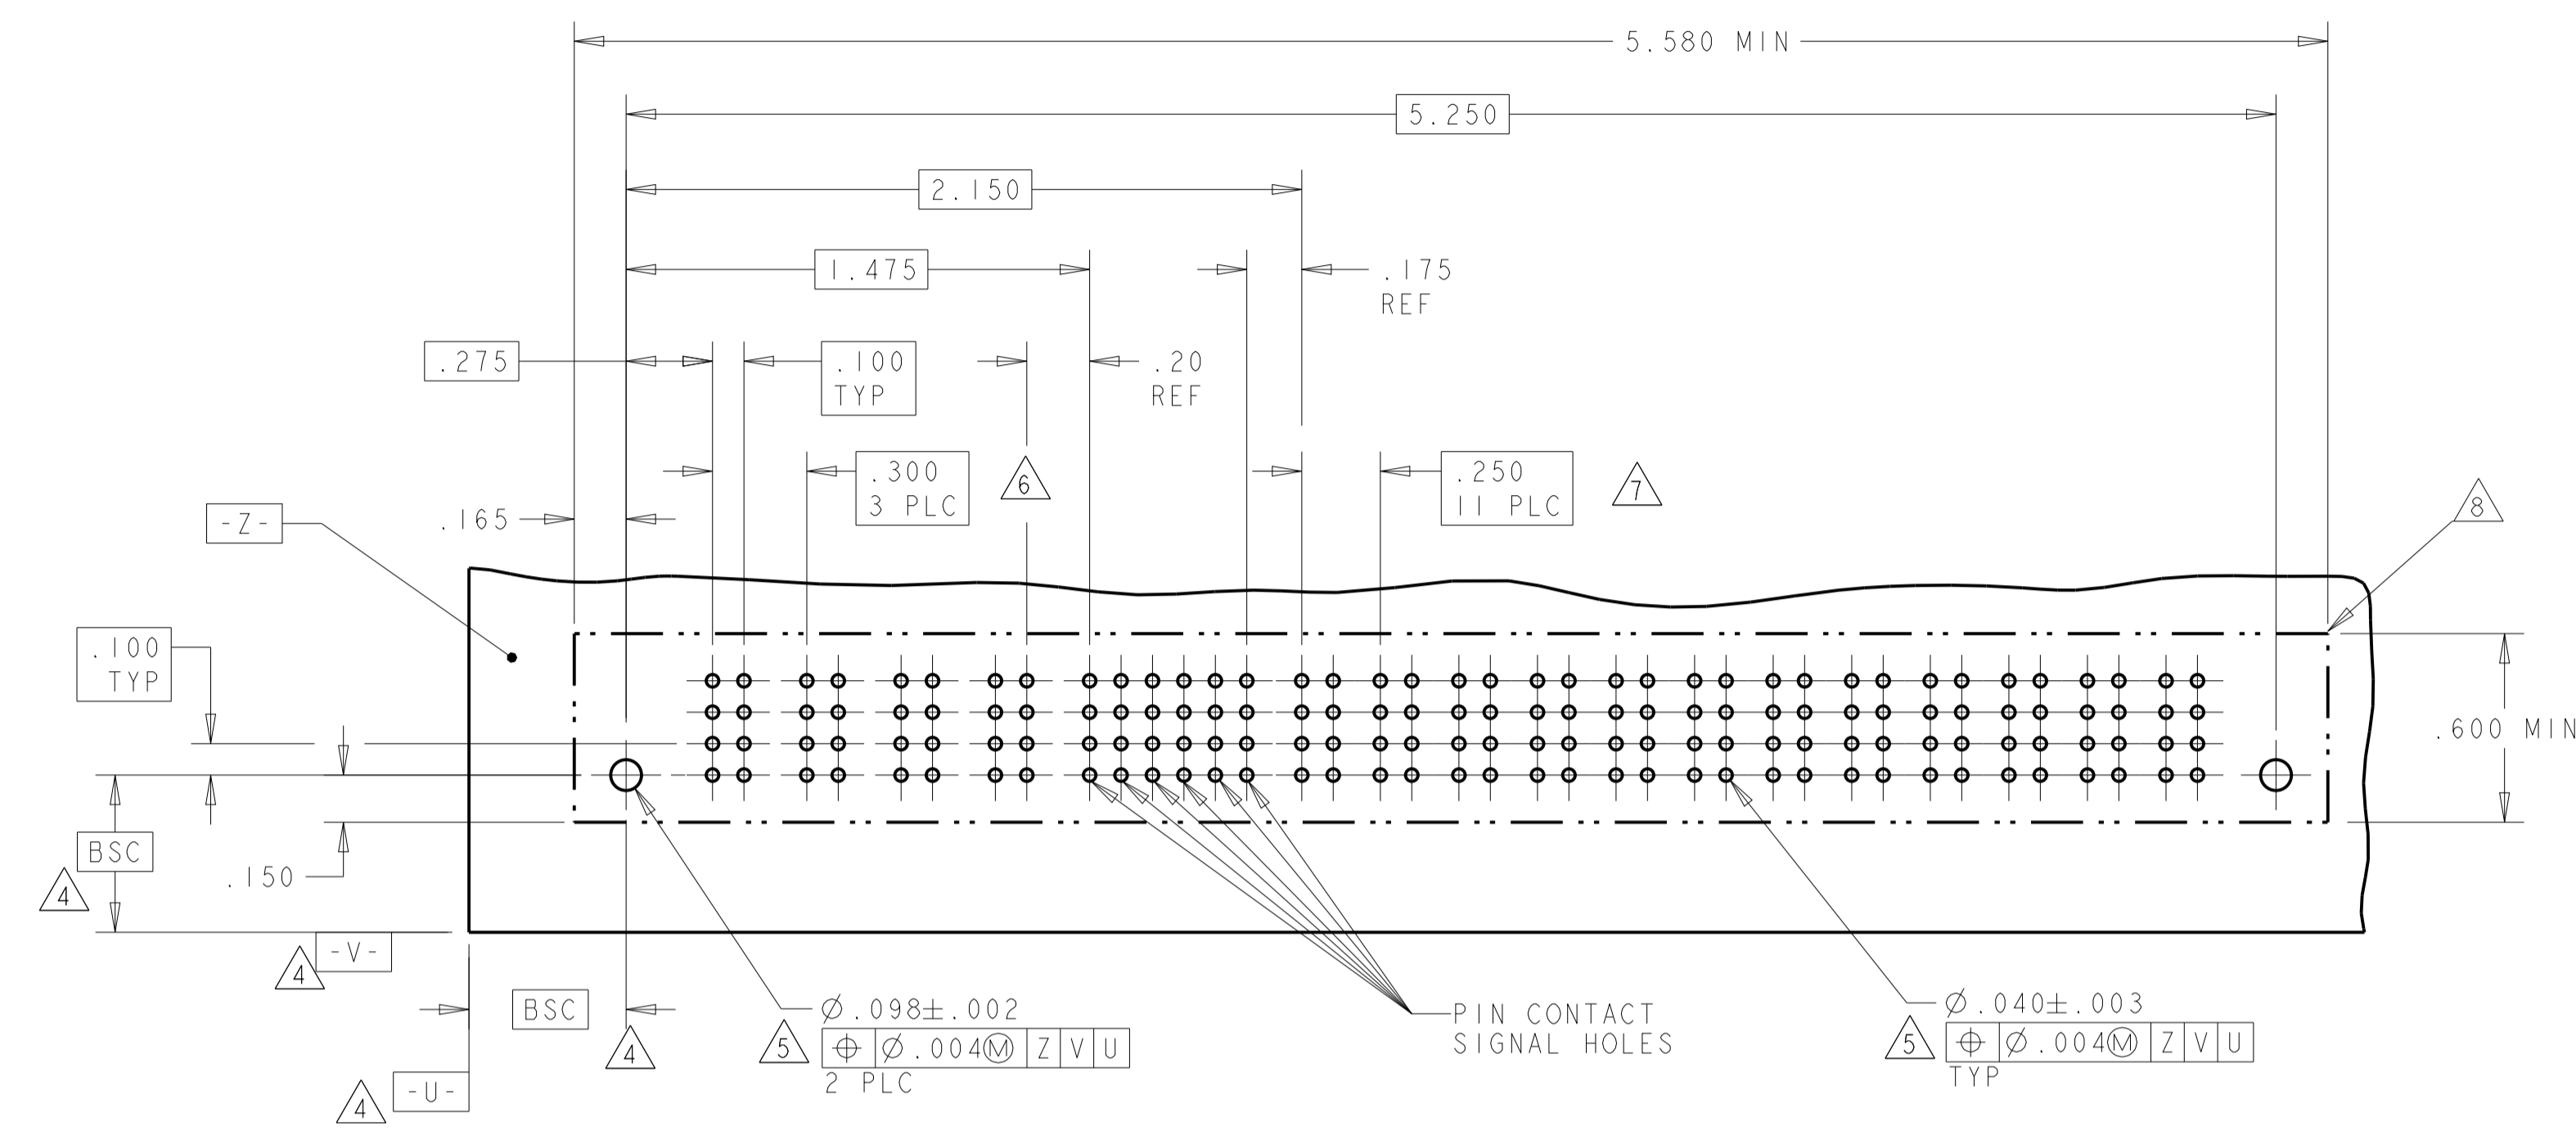 5.580 MIN
5.250
2.150
1.475
.175
REF
.275
.100
TYP
.20
REF
.300
3 PLC
6
.250
11 PLC
7
8
.165
-Z-
.100
TYP
.600 MIN
BSC
4
.150
-V-
4
BSC
4
-U-
4
Ø.098±.002
5
⌖ Ø.004Ⓜ Z V U
2 PLC
PIN CONTACT
SIGNAL HOLES
Ø.040±.003
5
⌖ Ø.004Ⓜ Z V U
TYP